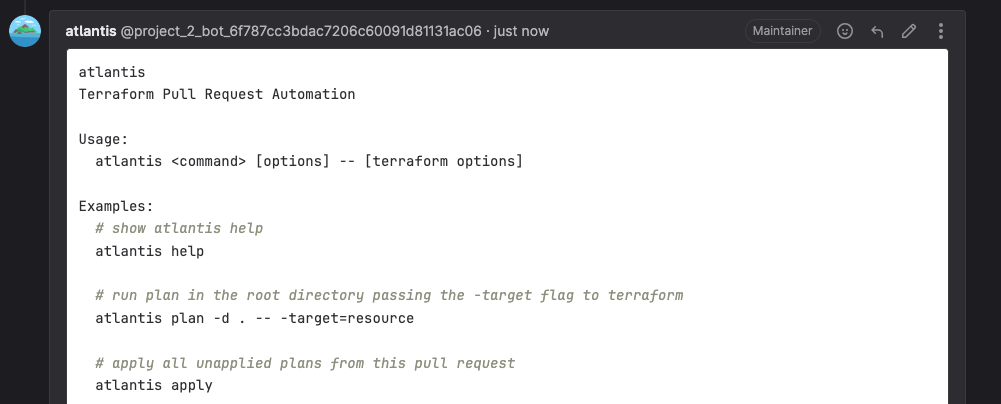 atlantis @project_2_bot_6f787cc3bdac7206c60091d81131ac06 · just now
Maintainer
atlantis
Terraform Pull Request Automation
Usage:
atlantis <command> [options] -- [terraform options]
Examples:
# show atlantis help
atlantis help
# run plan in the root directory passing the -target flag to terraform
atlantis plan -d . -- -target=resource
# apply all unapplied plans from this pull request
atlantis apply